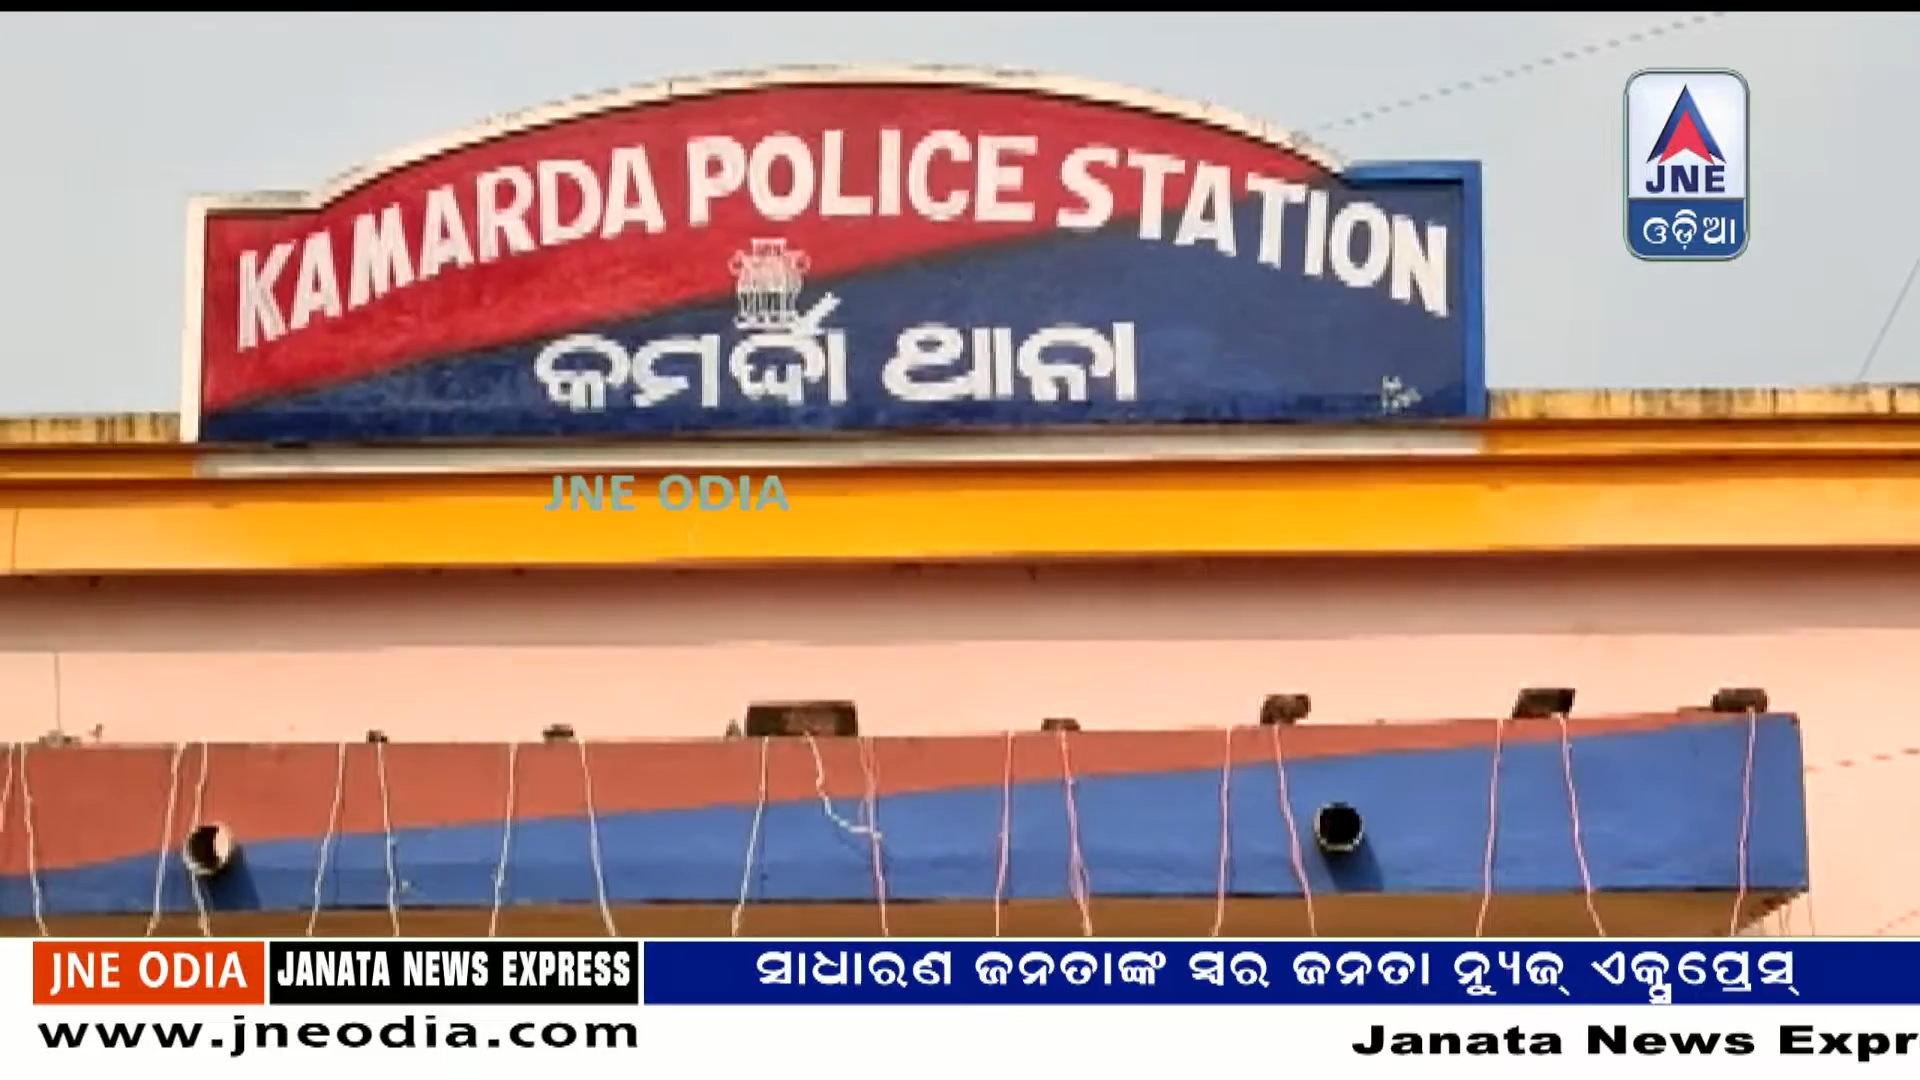 KAMARDA POLICE STATION
କମର୍ଦ୍ଦା ଥାନା
JNE
ଓଡ଼ିଆ
JNE ODIA
JNE ODIA
JANATA NEWS EXPRESS
ସାଧାରଣ ଜନତାଙ୍କ ସ୍ୱର ଜନତା ନ୍ୟୁଜ୍ ଏକ୍ସପ୍ରେସ୍
www.jneodia.com
Janata News Expr